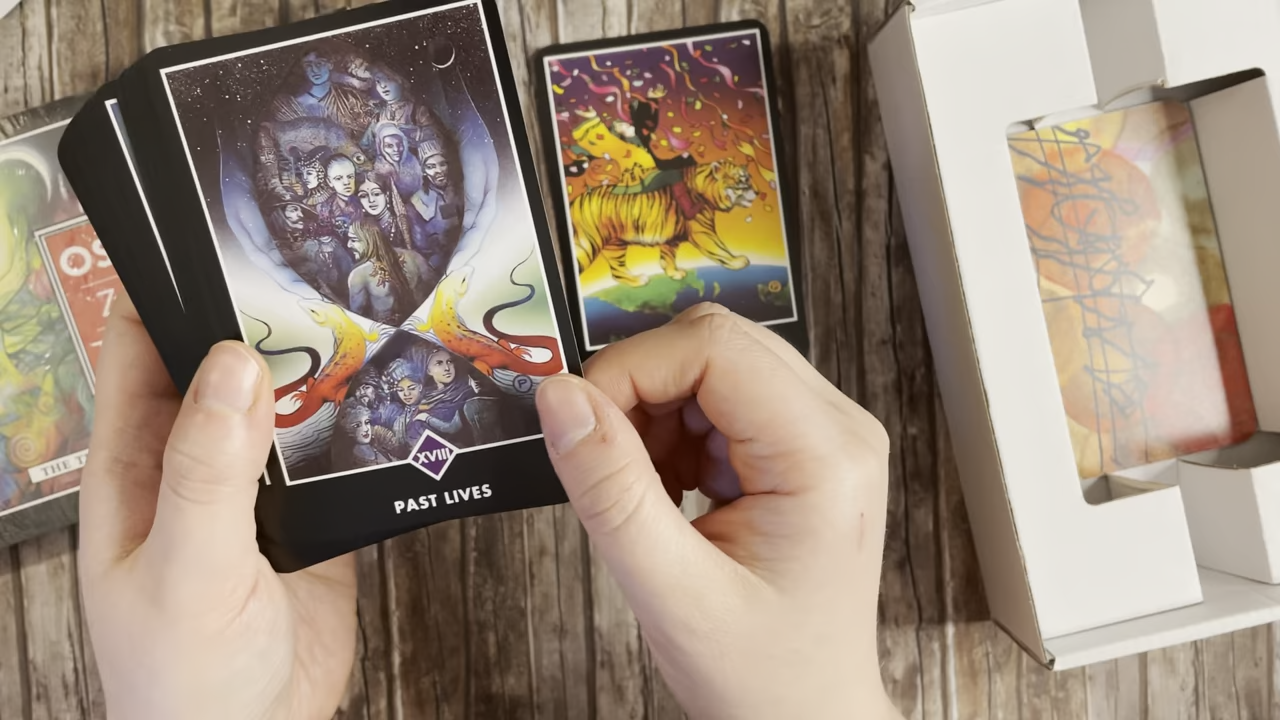 OS
7
THE T
XVIII
PAST LIVES
P